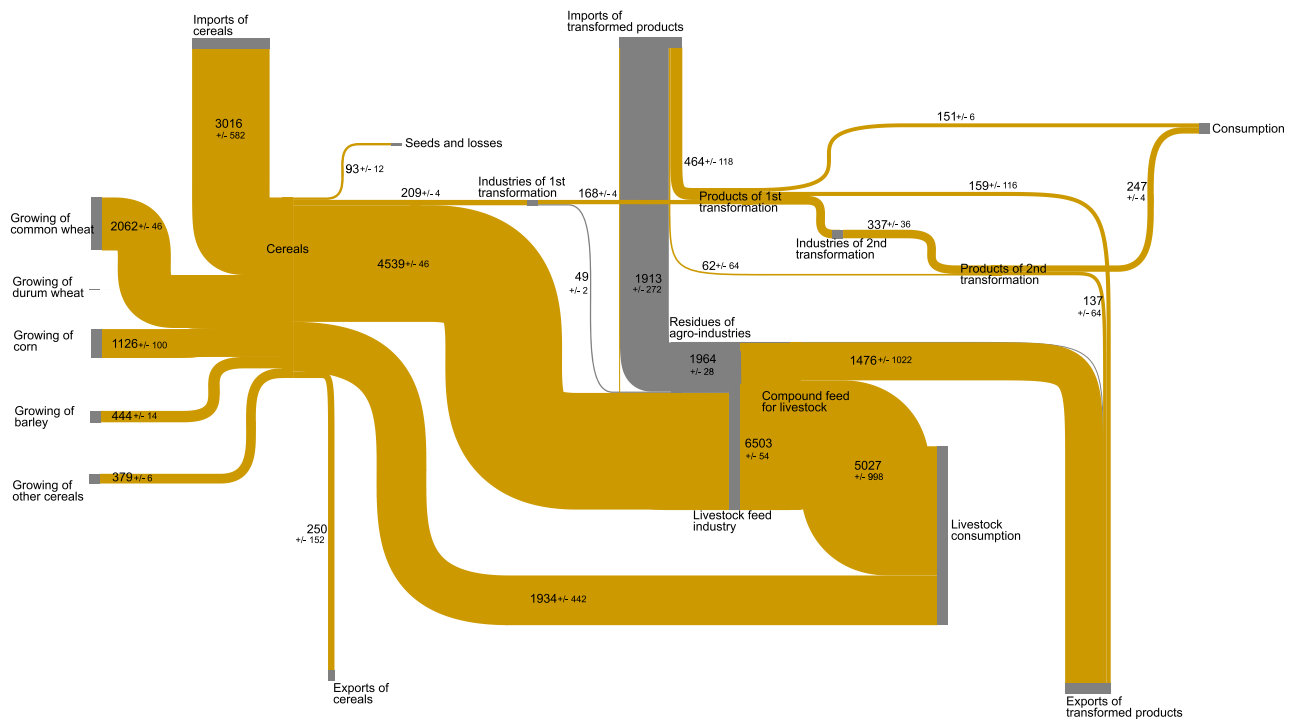 Imports of
cereals
Imports of
transformed products
3016
+/- 582
151+/- 6
Consumption
Seeds and losses
93+/- 12
464+/- 118
209+/- 4
Industries of 1st
transformation
168+/- 4
Products of 1st
transformation
159+/- 116
247
+/- 4
Growing of
common wheat
2062+/- 46
Cereals
4539+/- 46
337+/- 36
Industries of 2nd
transformation
49
+/- 2
1913
+/- 272
62+/- 64
Products of 2nd
transformation
Growing of
durum wheat
137
+/- 64
Growing of
corn
1126+/- 100
Residues of
agro-industries
1964
+/- 28
1476+/- 1022
Compound feed
for livestock
Growing of
barley
444+/- 14
6503
+/- 54
5027
+/- 998
Growing of
other cereals
379+/- 6
Livestock feed
industry
250
+/- 152
Livestock
consumption
1934+/- 442
Exports of
cereals
Exports of
transformed products